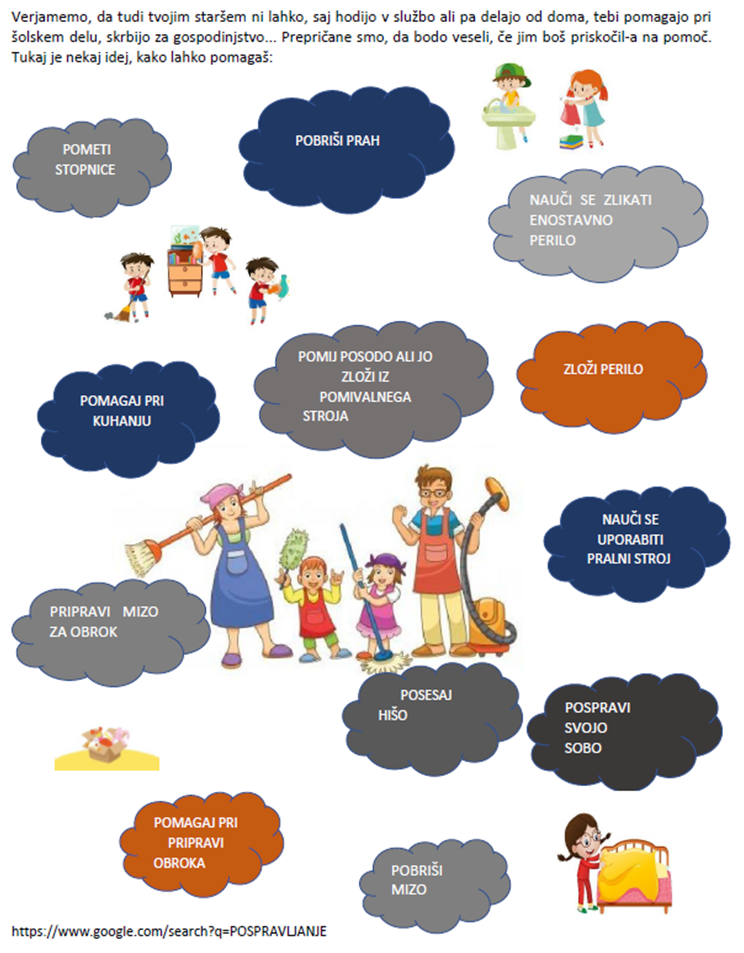 Verjamemo, da tudi tvojim staršem ni lahko, saj hodijo v službo ali pa delajo od doma, tebi pomagajo pri
šolskem delu, skrbijo za gospodinjstvo... Prepričane smo, da bodo veseli, če jim boš priskočil-a na pomoč.
Tukaj je nekaj idej, kako lahko pomagaš:
POMETI
STOPNICE
POBRIŠI PRAH
NAUČI SE ZLIKATI
ENOSTAVNO
PERILO
POMAGAJ PRI
KUHANJU
POMIJ POSODO ALI JO
ZLOŽI IZ
POMIVALNEGA
STROJA
ZLOŽI PERILO
NAUČI SE
UPORABITI
PRALNI STROJ
PRIPRAVI MIZO
ZA OBROK
POSESAJ
HIŠO
POSPRAVI
SVOJO
SOBO
POMAGAJ PRI
PRIPRAVI
OBROKA
POBRIŠI
MIZO
https://www.google.com/search?q=POSPRAVLJANJE